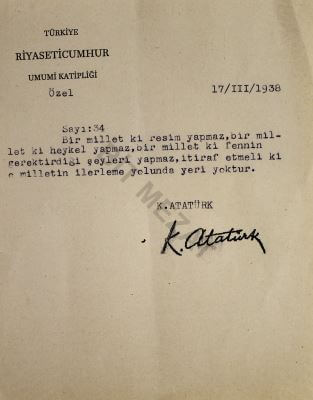 TÜRKİYE
RİYASETİCUMHUR
UMUMİ KATİPLİĞİ
Özel
17/III/1938
Sayı:34
Bir millet ki resim yapmaz,bir mil-
let ki heykel yapmaz,bir millet ki fennin
gerektirdiği şeyleri yapmaz,itiraf etmeli ki
o milletin ilerleme yolunda yeri yoktur.
K.ATATÜRK
K. Atatürk
MEZAT